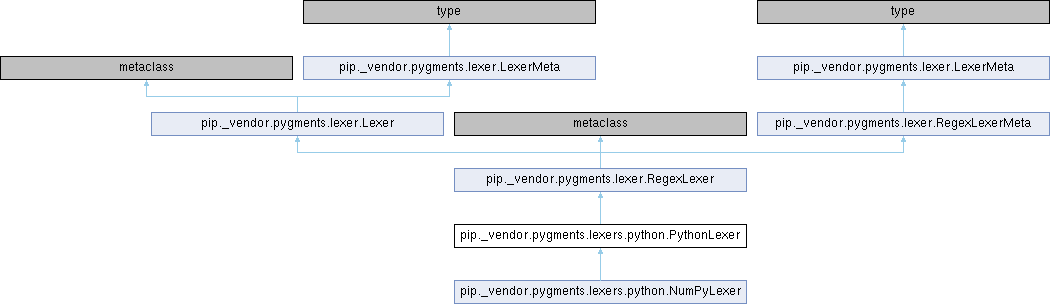 type
type
metaclass
pip._vendor.pygments.lexer.LexerMeta
pip._vendor.pygments.lexer.LexerMeta
pip._vendor.pygments.lexer.Lexer
metaclass
pip._vendor.pygments.lexer.RegexLexerMeta
pip._vendor.pygments.lexer.RegexLexer
pip._vendor.pygments.lexers.python.PythonLexer
pip._vendor.pygments.lexers.python.NumPyLexer